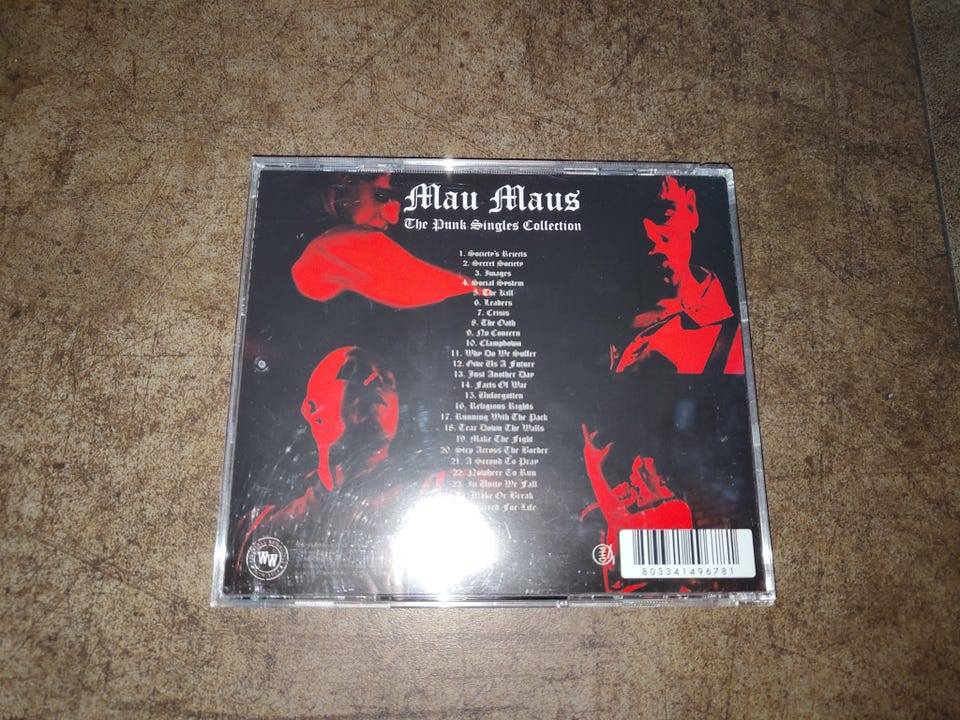 Mau Maus
The Punk Singles Collection
1. Society's Rejects
2. Secret Society
3. Images
4. Social System
5. The Kill
6. Leaders
7. Crisis
8. The Oath
9. No Concern
10. Clampdown
11. Why Do We Suffer
12. Give Us A Future
13. Just Another Day
14. Facts Of War
15. Unforgotten
16. Religious Rights
17. Running With The Pack
18. Tear Down The Walls
19. Make The Fight
20. Step Across The Border
21. A Second To Pray
22. Nowhere To Run
23. In Unity We Fall
Make Or Break
For Life
WW
803341496781